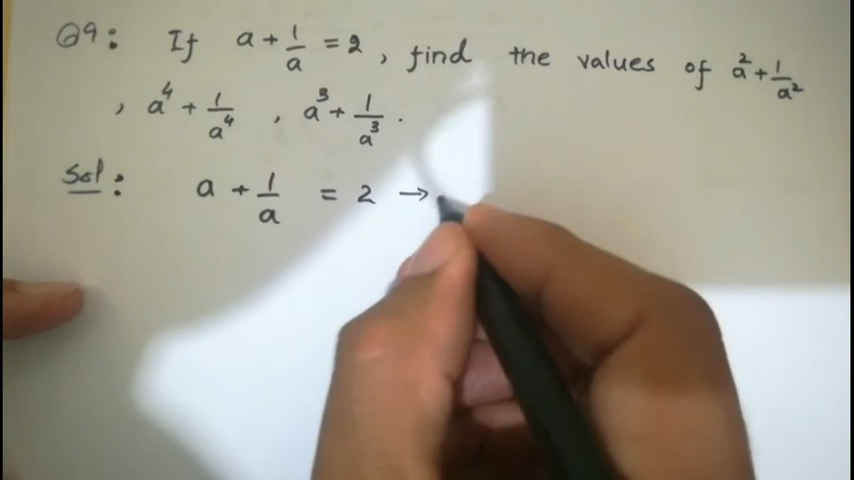 Q9: If a + 1/a = 2, find the values of a² + 1/a²
, a⁴ + 1/a⁴ , a³ + 1/a³ .
Sol: a + 1/a = 2 →